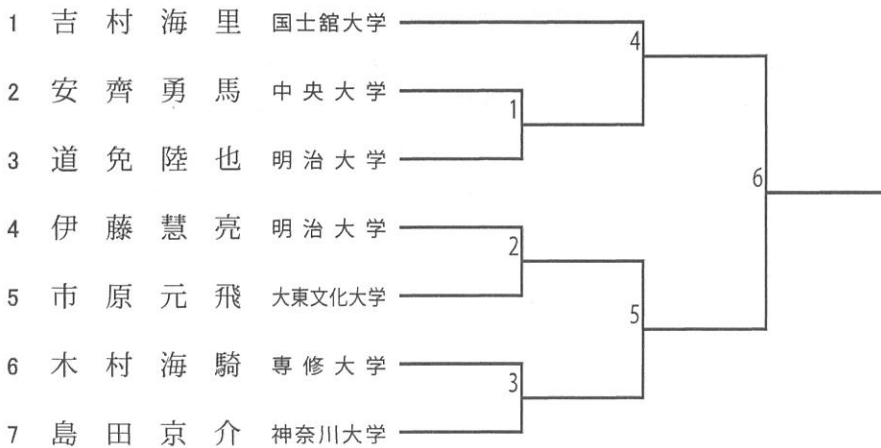 1 吉村海里 国士舘大学
4
2 安齊勇馬 中央大学
1
3 道免陸也 明治大学
6
4 伊藤慧亮 明治大学
2
5 市原元飛 大東文化大学
5
6 木村海騎 専修大学
3
7 島田京介 神奈川大学